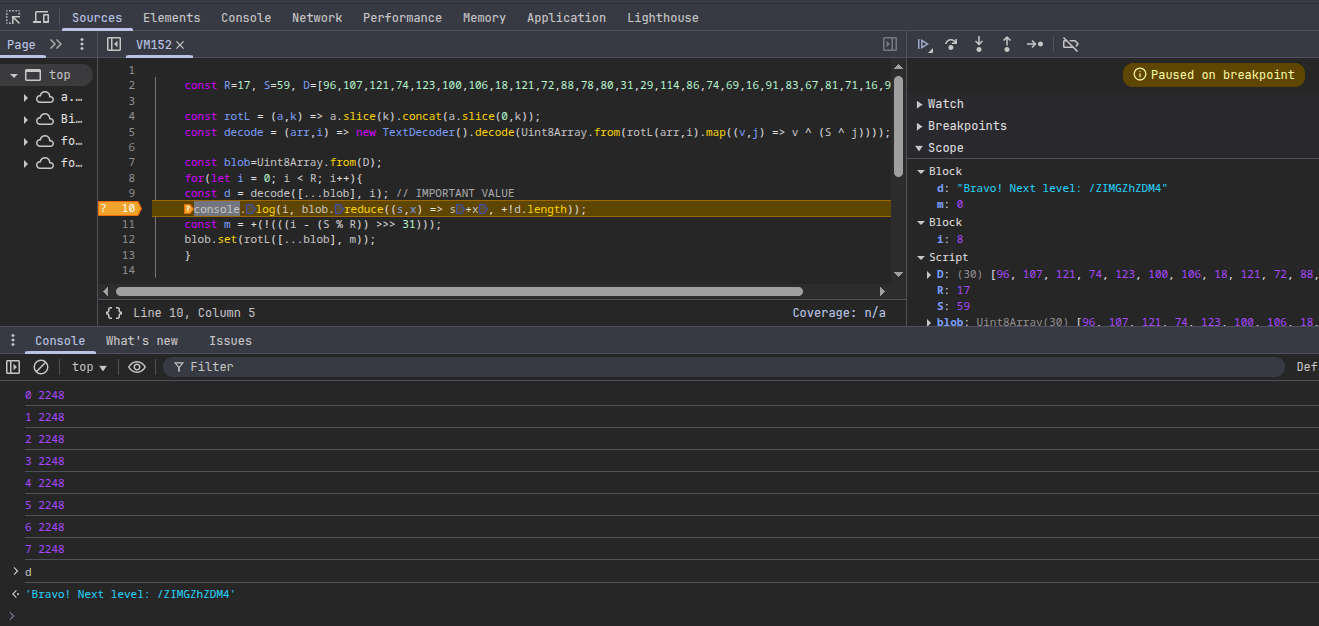 Sources Elements Console Network Performance Memory Application Lighthouse
Page VM152
top
a...
Bi...
fo...
fo...
1
2 const R=17, S=59, D=[96,107,121,74,123,100,106,18,121,72,88,78,80,31,29,114,86,74,69,16,91,83,67,81,71,16,9
3
4 const rotL = (a,k) => a.slice(k).concat(a.slice(0,k));
5 const decode = (arr,i) => new TextDecoder().decode(Uint8Array.from(rotL(arr,i).map((v,j) => v ^ (S ^ j))));
6
7 const blob=Uint8Array.from(D);
8 for(let i = 0; i < R; i++){
9 const d = decode([...blob], i); // IMPORTANT VALUE
? 10 ?console.log(i, blob.reduce((s,x) => s+x, +!d.length));
11 const m = +(!(((i - (S % R)) >>> 31)));
12 blob.set(rotL([...blob], m));
13 }
14
{} Line 10, Column 5 Coverage: n/a
Paused on breakpoint
Watch
Breakpoints
Scope
Block
d: "Bravo! Next level: /ZIMGZhZDM4"
m: 0
Block
i: 8
Script
D: (30) [96, 107, 121, 74, 123, 100, 106, 18, 121, 72, 88,
R: 17
S: 59
blob: Uint8Array(30) [96, 107, 121, 74, 123, 100, 106, 18,
Console What's new Issues
top Filter Def
0 2248
1 2248
2 2248
3 2248
4 2248
5 2248
6 2248
7 2248
> d
'Bravo! Next level: /ZIMGZhZDM4'
>